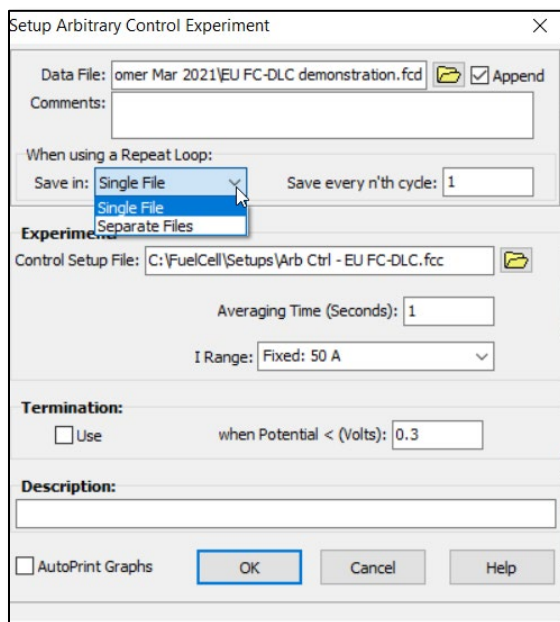 Setup Arbitrary Control Experiment
Data File: omer Mar 2021\EU FC-DLC demonstration.fcd Append
Comments:
When using a Repeat Loop:
Save in: Single File Save every n'th cycle: 1
Single File
Separate Files
Experiment:
Control Setup File: C:\FuelCell\Setups\Arb Ctrl - EU FC-DLC.fcc
Averaging Time (Seconds): 1
I Range: Fixed: 50 A
Termination:
Use when Potential < (Volts): 0.3
Description:
AutoPrint Graphs OK Cancel Help